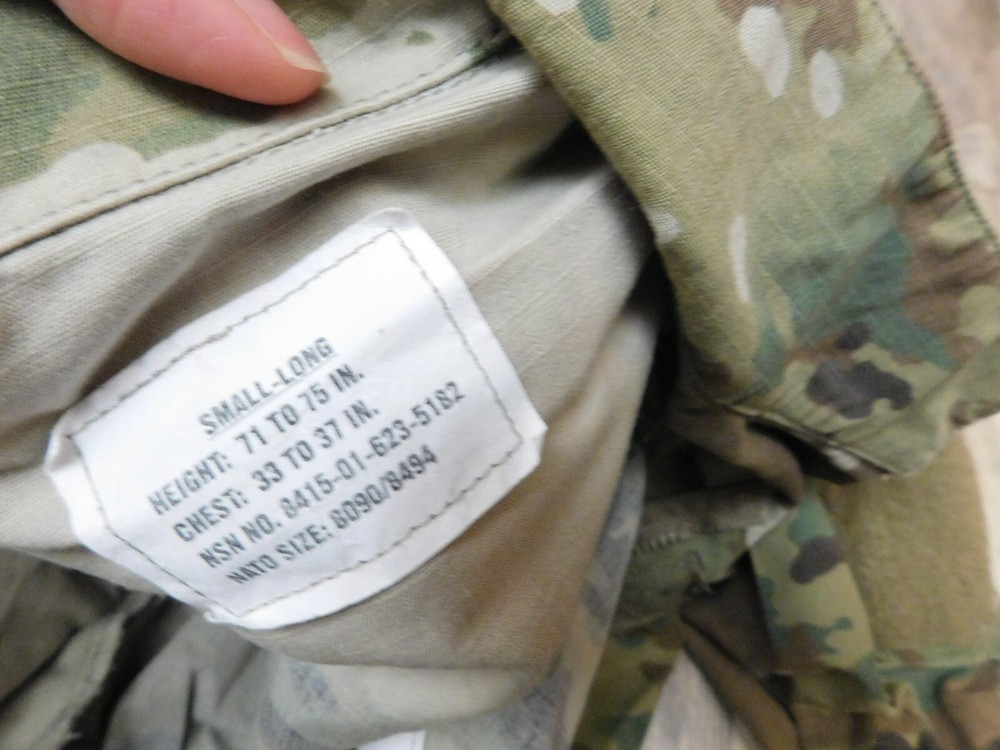 SMALL-LONG
HEIGHT: 71 TO 75 IN.
CHEST: 33 TO 37 IN.
NSN NO. 8415-01-623-5182
NATO SIZE: 8090/8494